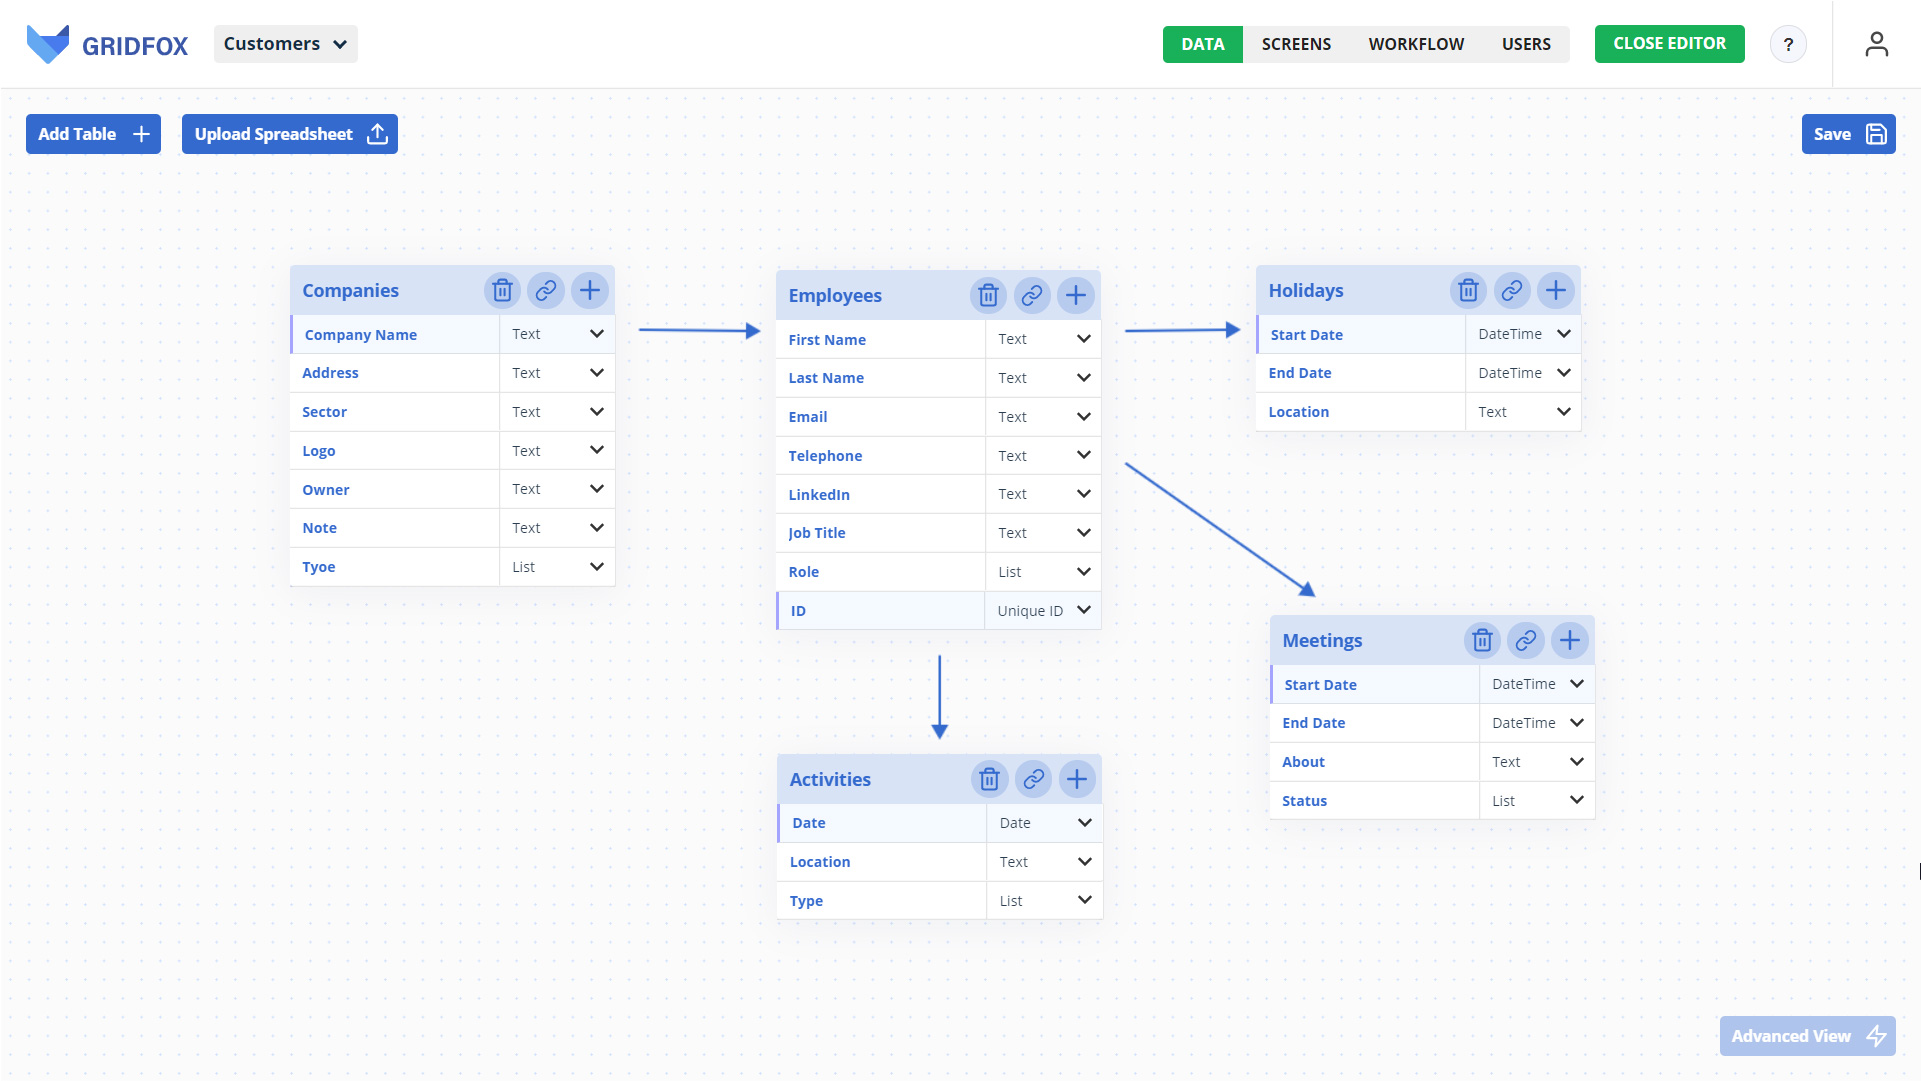 GRIDFOX
Customers
DATA SCREENS WORKFLOW USERS
CLOSE EDITOR
?
Add Table
Upload Spreadsheet
Save
Companies
Company Name Text
Address Text
Sector Text
Logo Text
Owner Text
Note Text
Tyoe List
Employees
First Name Text
Last Name Text
Email Text
Telephone Text
LinkedIn Text
Job Title Text
Role List
ID Unique ID
Holidays
Start Date DateTime
End Date DateTime
Location Text
Meetings
Start Date DateTime
End Date DateTime
About Text
Status List
Activities
Date Date
Location Text
Type List
Advanced View